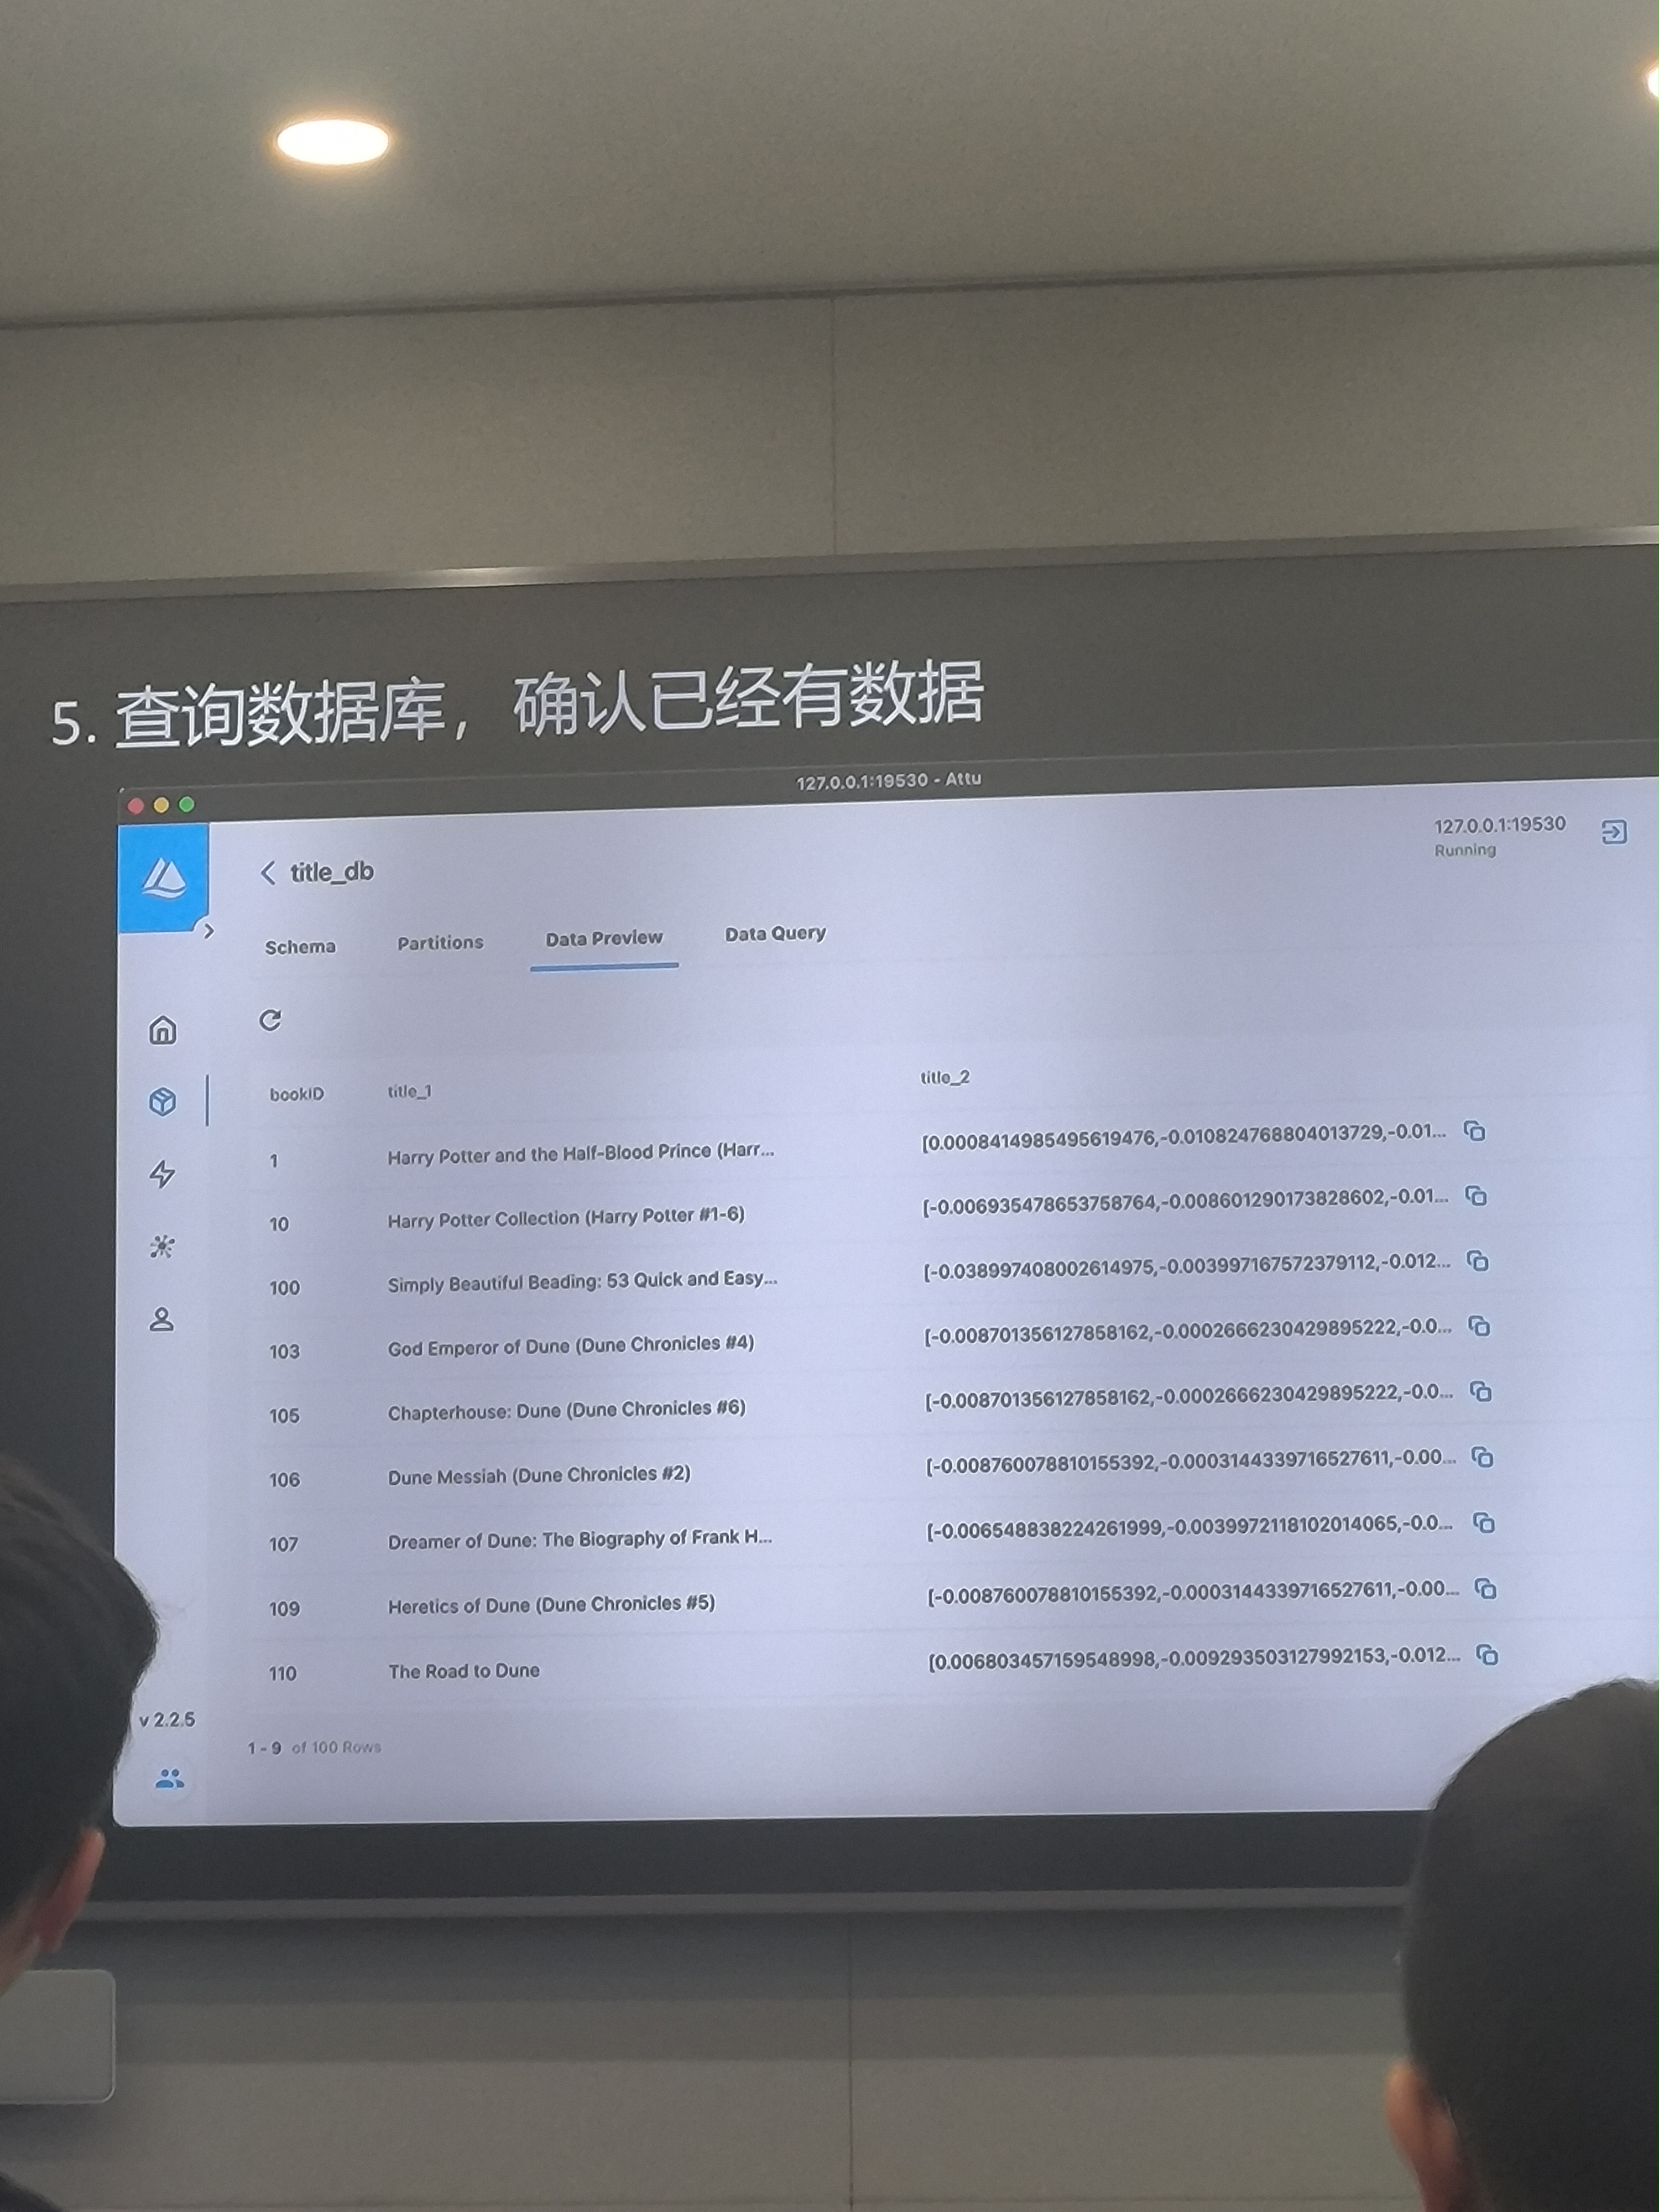 5. 查询数据库，确认已经有数据
127.0.0.1:19530 - Attu
127.0.0.1:19530
Running
title_db
Schema Partitions Data Preview Data Query
bookID title_1 title_2
1 Harry Potter and the Half-Blood Prince (Harr... [0.0008414985495619476,-0.010824768804013729,-0.01...
10 Harry Potter Collection (Harry Potter #1-6) [-0.006935478653758764,-0.008601290173828602,-0.01...
100 Simply Beautiful Beading: 53 Quick and Easy... [-0.038997408002614975,-0.003997167572379112,-0.012...
103 God Emperor of Dune (Dune Chronicles #4) [-0.008701356127858162,-0.0002666230429895222,-0.0...
105 Chapterhouse: Dune (Dune Chronicles #6) [-0.008701356127858162,-0.0002666230429895222,-0.0...
106 Dune Messiah (Dune Chronicles #2) [-0.008760078810155392,-0.0003144339716527611,-0.00...
107 Dreamer of Dune: The Biography of Frank H... [-0.006548838224261999,-0.0039972118102014065,-0.0...
109 Heretics of Dune (Dune Chronicles #5) [-0.008760078810155392,-0.0003144339716527611,-0.00...
110 The Road to Dune [0.006803457159548998,-0.009293503127992153,-0.012...
v 2.2.5
1 - 9 of 100 Rows